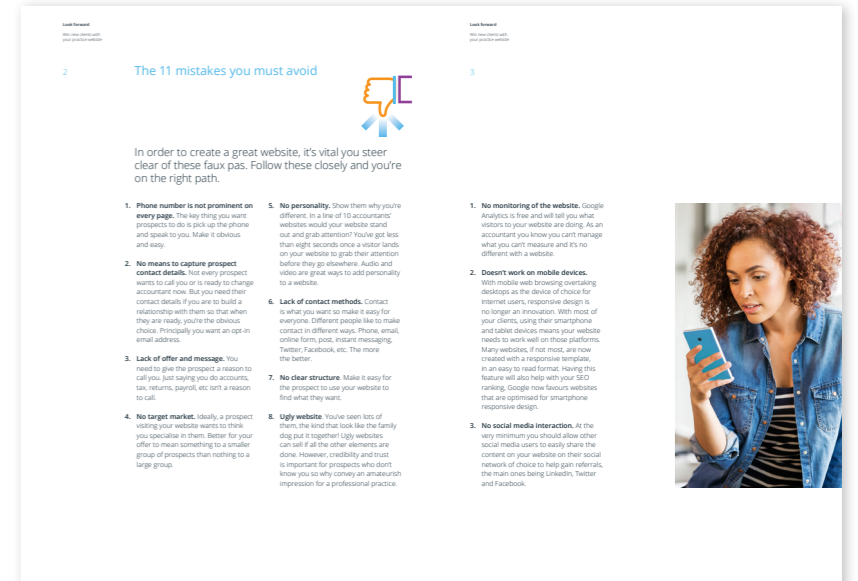 Look forward
Win new clients with
your practice website
2
The 11 mistakes you must avoid
In order to create a great website, it's vital you steer
clear of these faux pas. Follow these closely and you're
on the right path.
1. Phone number is not prominent on
every page. The key thing you want
prospects to do is pick up the phone
and speak to you. Make it obvious
and easy.
2. No means to capture prospect
contact details. Not every prospect
wants to call you or is ready to change
accountant now. But you need their
contact details if you are to build a
relationship with them so that when
they are ready, you're the obvious
choice. Principally you want an opt-in
email address.
3. Lack of offer and message. You
need to give the prospect a reason to
call you. Just saying you do accounts,
tax, returns, payroll, etc isn't a reason
to call.
4. No target market. Ideally, a prospect
visiting your website wants to think
you specialise in them. Better for your
offer to mean something to a smaller
group of prospects than nothing to a
large group.
5. No personality. Show them why you're
different. In a line of 10 accountants'
websites would your website stand
out and grab attention? You've got less
than eight seconds once a visitor lands
on your website to grab their attention
before they go elsewhere. Audio and
video are great ways to add personality
to a website.
6. Lack of contact methods. Contact
is what you want so make it easy for
everyone. Different people like to make
contact in different ways. Phone, email,
online form, post, instant messaging,
Twitter, Facebook, etc. The more
the better.
7. No clear structure. Make it easy for
the prospect to use your website to
find what they want.
8. Ugly website. You've seen lots of
them, the kind that look like the family
dog put it together! Ugly websites
can sell if all the other elements are
done. However, credibility and trust
is important for prospects who don't
know you so why convey an amateurish
impression for a professional practice.
Look forward
Win new clients with
your practice website
3
1. No monitoring of the website. Google
Analytics is free and will tell you what
visitors to your website are doing. As an
accountant you know you can't manage
what you can't measure and it's no
different with a website.
2. Doesn't work on mobile devices.
With mobile web browsing overtaking
desktops as the device of choice for
Internet users, responsive design is
no longer an innovation. With most of
your clients, using their smartphone
and tablet devices means your website
needs to work well on those platforms.
Many websites, if not most, are now
created with a responsive template,
in an easy to read format. Having this
feature will also help with your SEO
ranking, Google now favours websites
that are optimised for smartphone
responsive design.
3. No social media interaction. At the
very minimum you should allow other
social media users to easily share the
content on your website on their social
network of choice to help gain referrals,
the main ones being LinkedIn, Twitter
and Facebook.